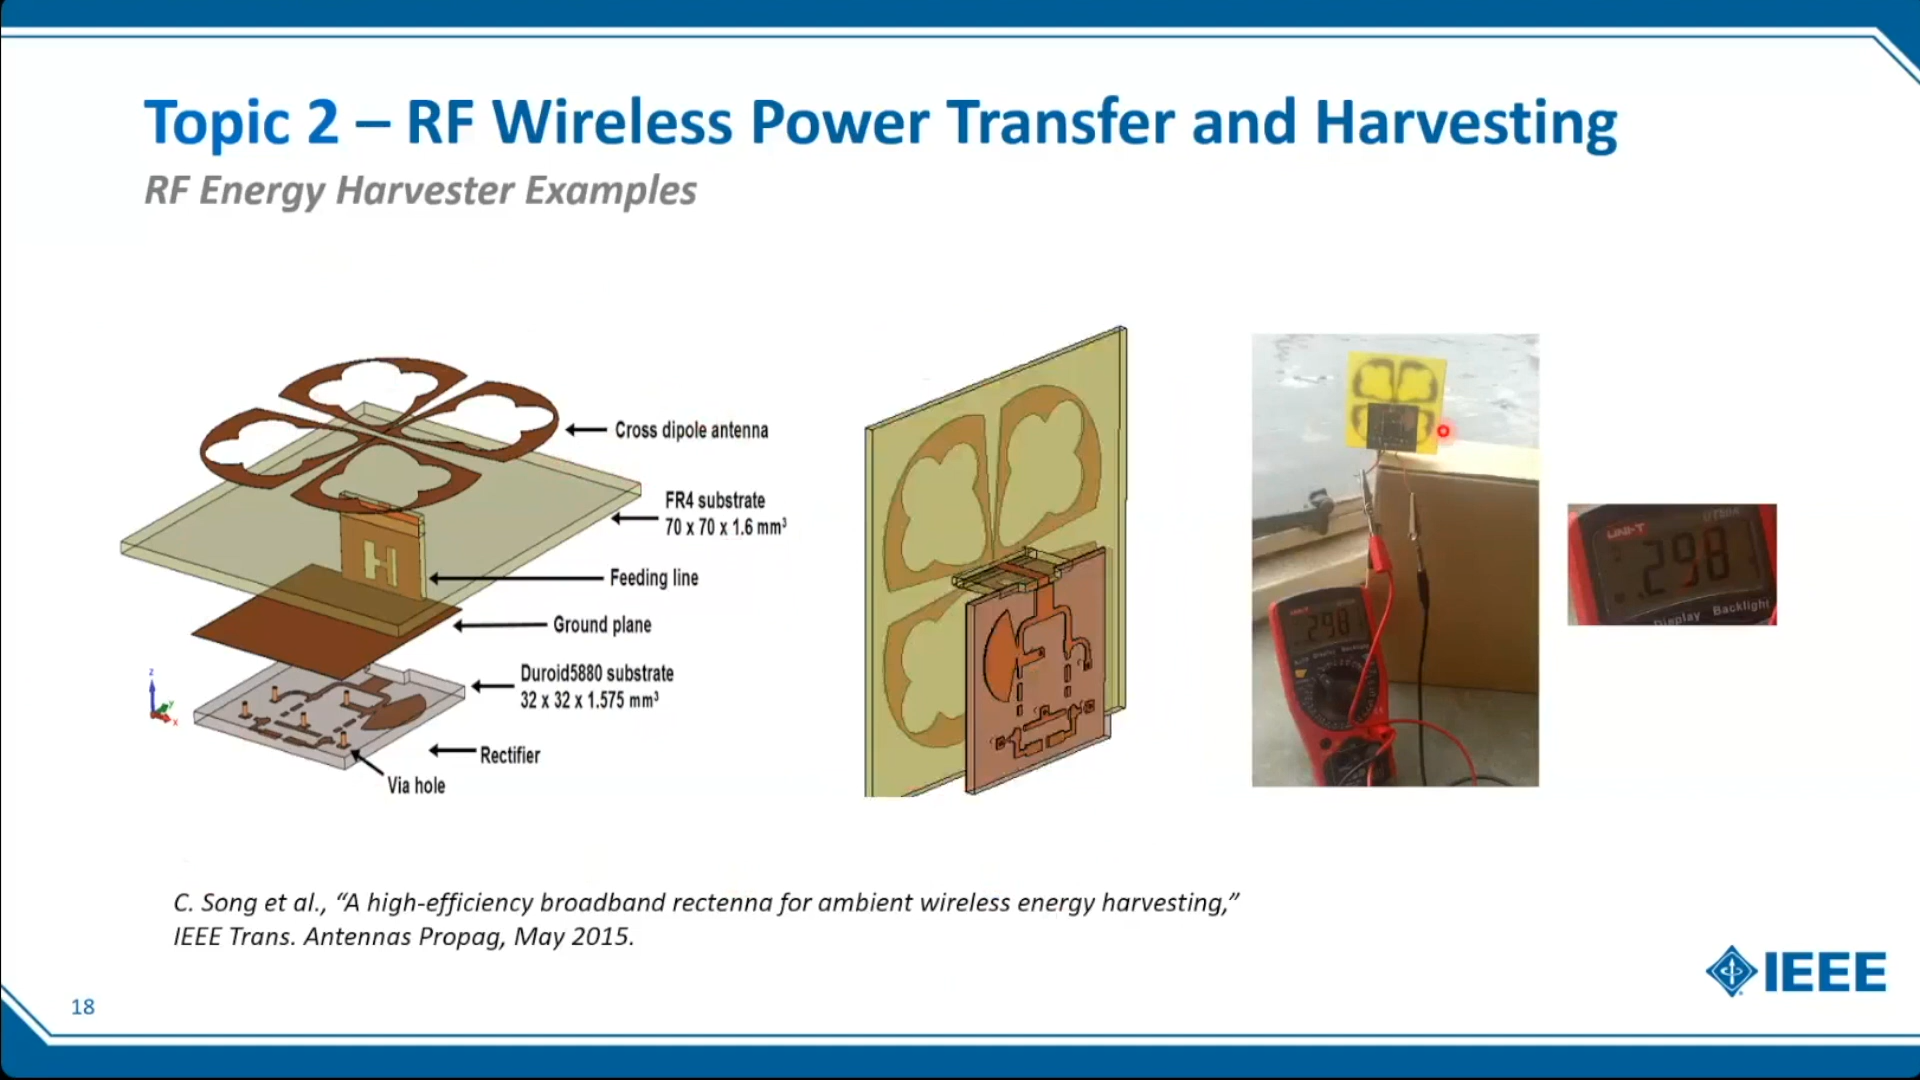 Topic 2 – RF Wireless Power Transfer and Harvesting
RF Energy Harvester Examples
Cross dipole antenna
FR4 substrate
70 x 70 x 1.6 mm³
Feeding line
Ground plane
Duroid5880 substrate
32 x 32 x 1.575 mm³
Rectifier
Via hole
H
z
y
x
UNI-T
298
UNI-T
.298
Display Backlight
C. Song et al., “A high-efficiency broadband rectenna for ambient wireless energy harvesting,”
IEEE Trans. Antennas Propag, May 2015.
IEEE
18